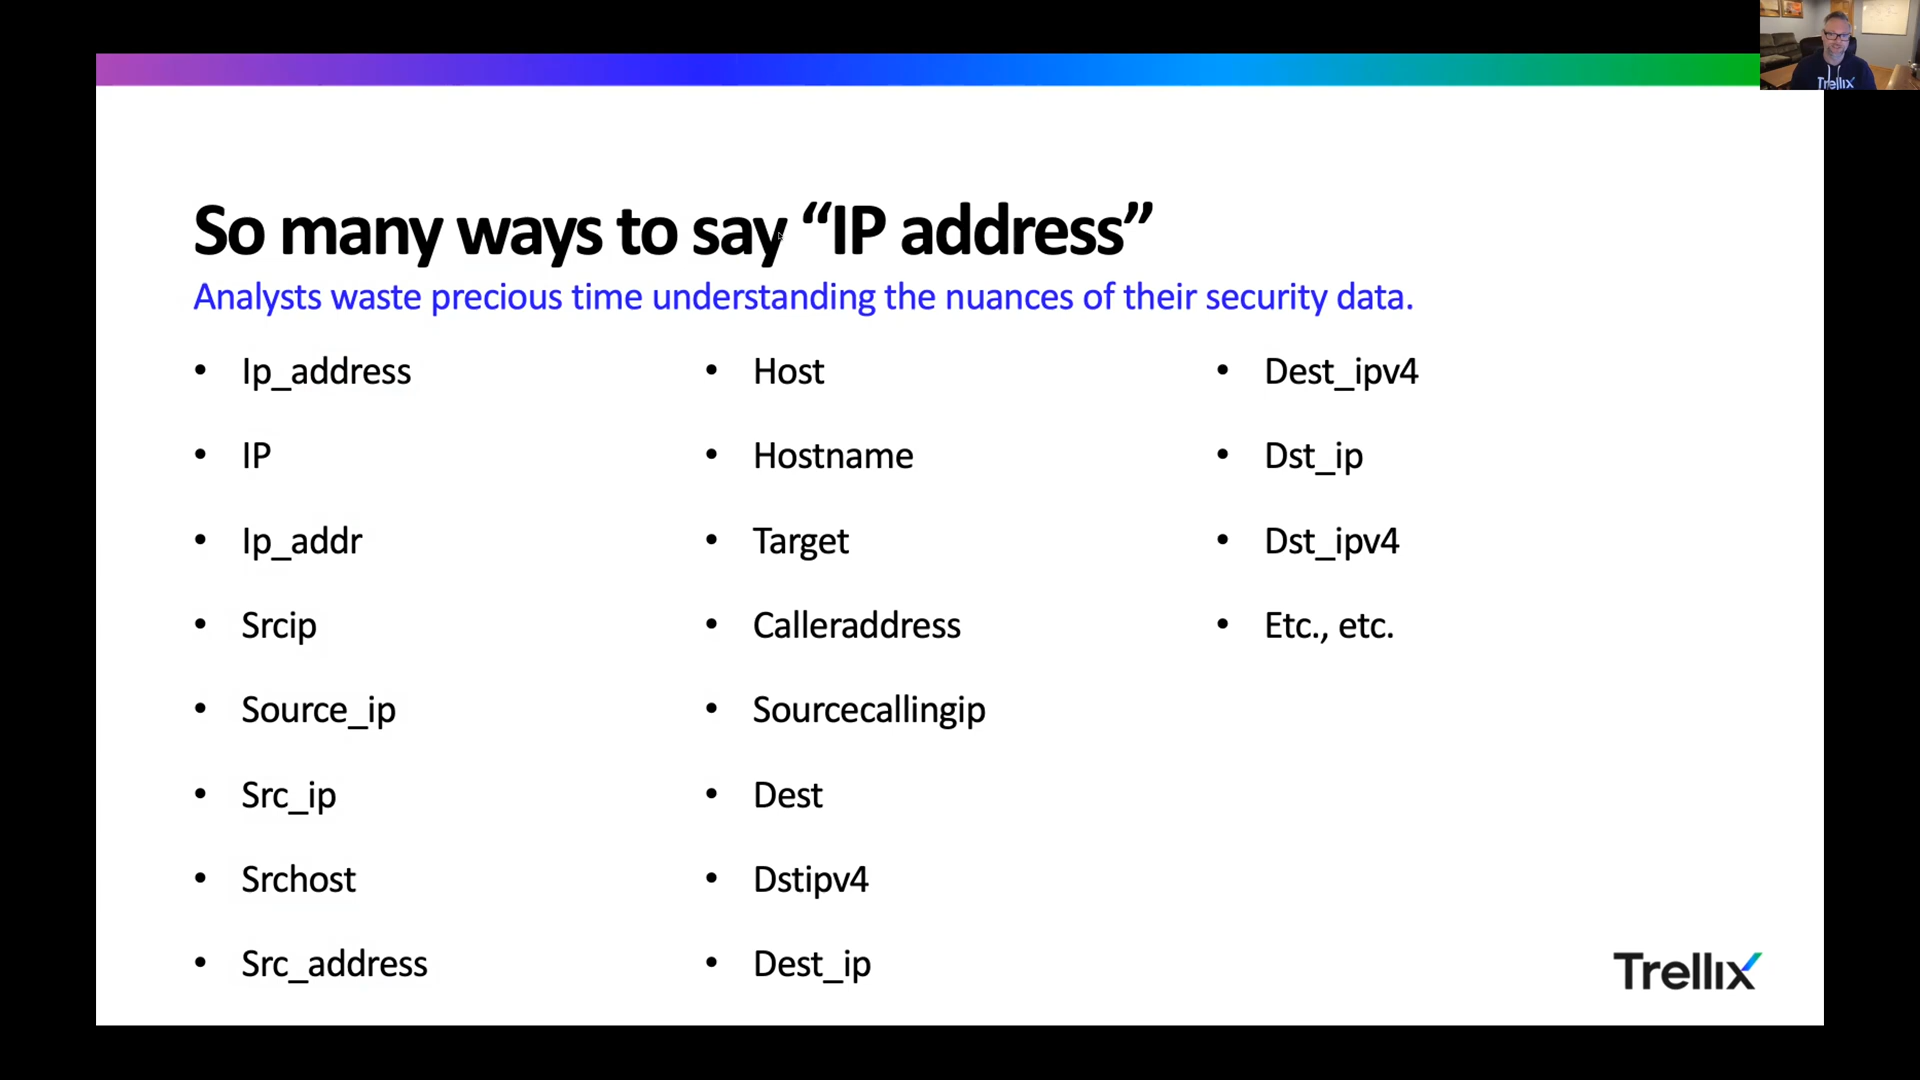 So many ways to say “IP address”
Analysts waste precious time understanding the nuances of their security data.
• Ip_address
• IP
• Ip_addr
• Srcip
• Source_ip
• Src_ip
• Srchost
• Src_address
• Host
• Hostname
• Target
• Calleraddress
• Sourcecallingip
• Dest
• Dstipv4
• Dest_ip
• Dest_ipv4
• Dst_ip
• Dst_ipv4
• Etc., etc.
Trellix
Trellix